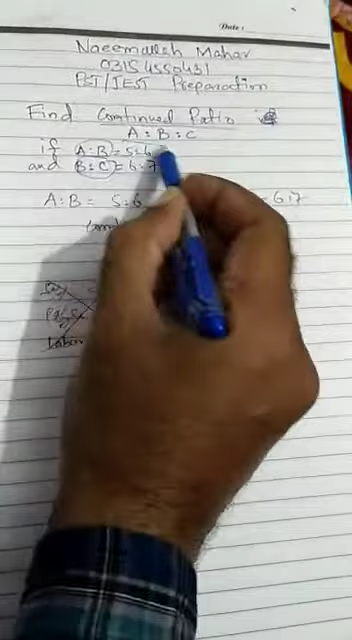 Date:
Naeemullah Mahar
03154550431
PST/JEST Preparation
Find Continued Ratio
A : B : C
if A:B = 5:6
and B:C = 6:7
A:B = 5:6 = 6:7